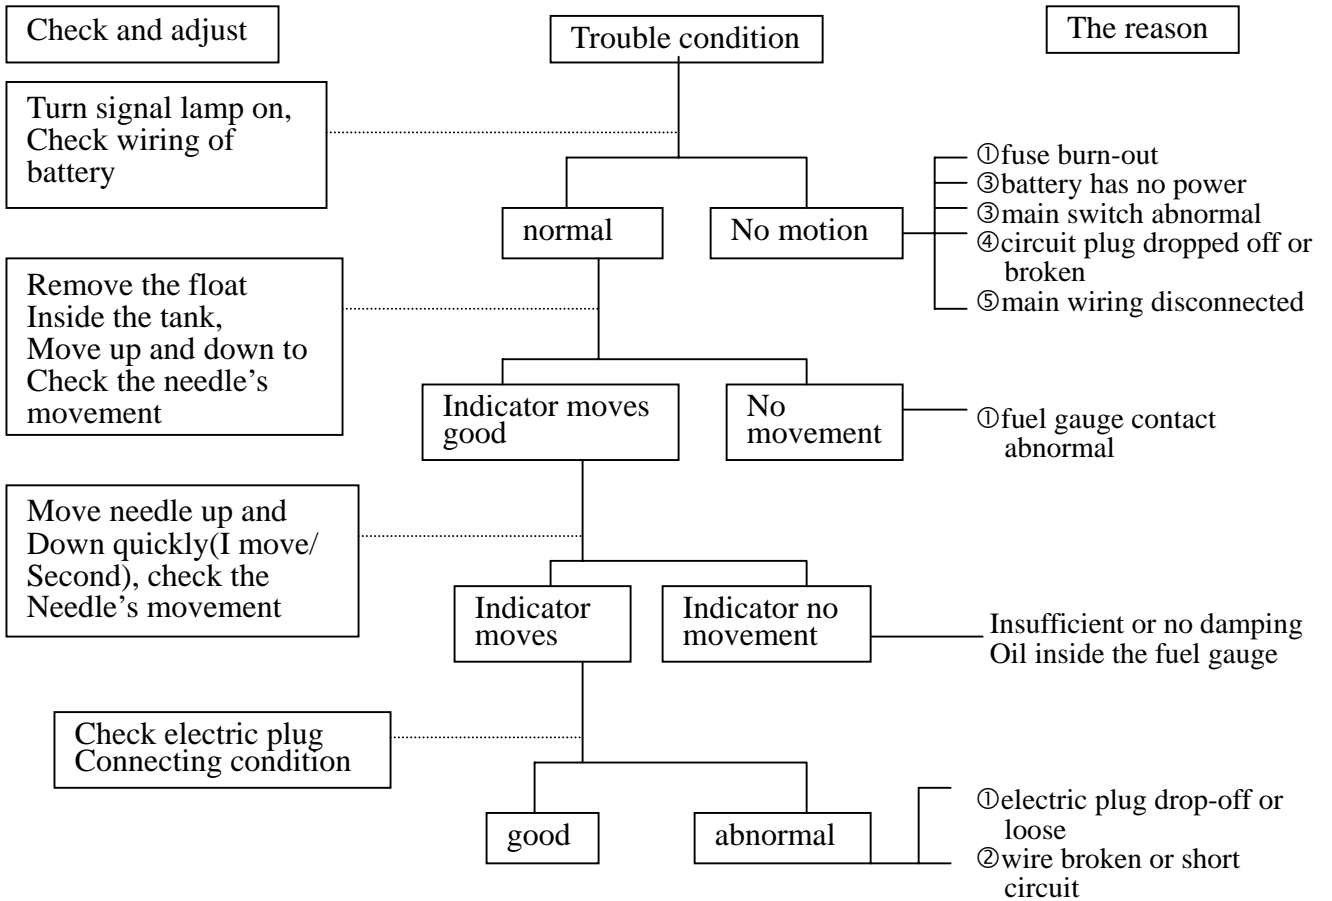 Check and adjust
Trouble condition
The reason
Turn signal lamp on,
Check wiring of
battery
normal
No motion
①fuse burn-out
③battery has no power
③main switch abnormal
④circuit plug dropped off or
broken
⑤main wiring disconnected
Remove the float
Inside the tank,
Move up and down to
Check the needle's
movement
Indicator moves
good
No
movement
①fuel gauge contact
abnormal
Move needle up and
Down quickly(I move/
Second), check the
Needle's movement
Indicator
moves
Indicator no
movement
Insufficient or no damping
Oil inside the fuel gauge
Check electric plug
Connecting condition
good
abnormal
①electric plug drop-off or
loose
②wire broken or short
circuit